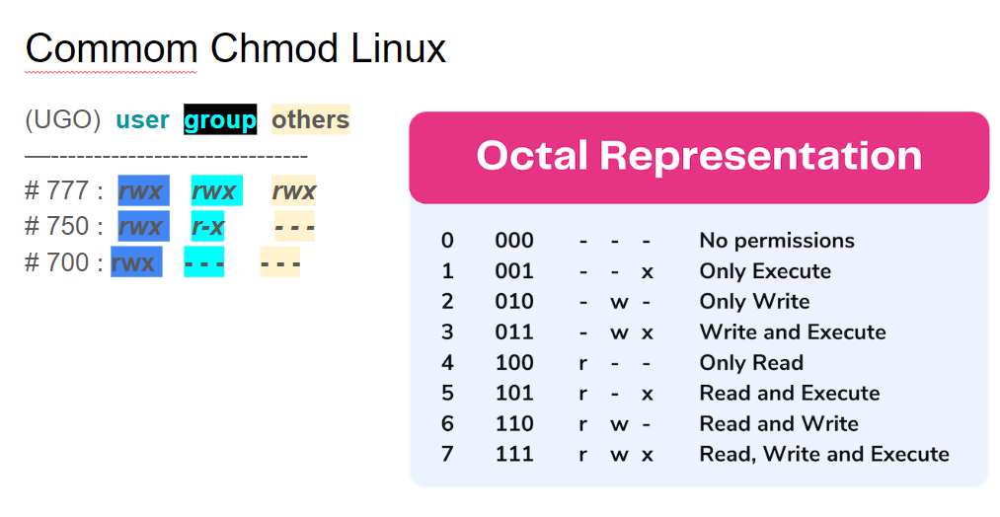 Commom Chmod Linux
(UGO) user group others
—------------------------------
# 777 : rwx rwx rwx
# 750 : rwx r-x - - -
# 700 : rwx - - - - - -
Octal Representation
0 000 - - - No permissions
1 001 - - x Only Execute
2 010 - w - Only Write
3 011 - w x Write and Execute
4 100 r - - Only Read
5 101 r - x Read and Execute
6 110 r w - Read and Write
7 111 r w x Read, Write and Execute